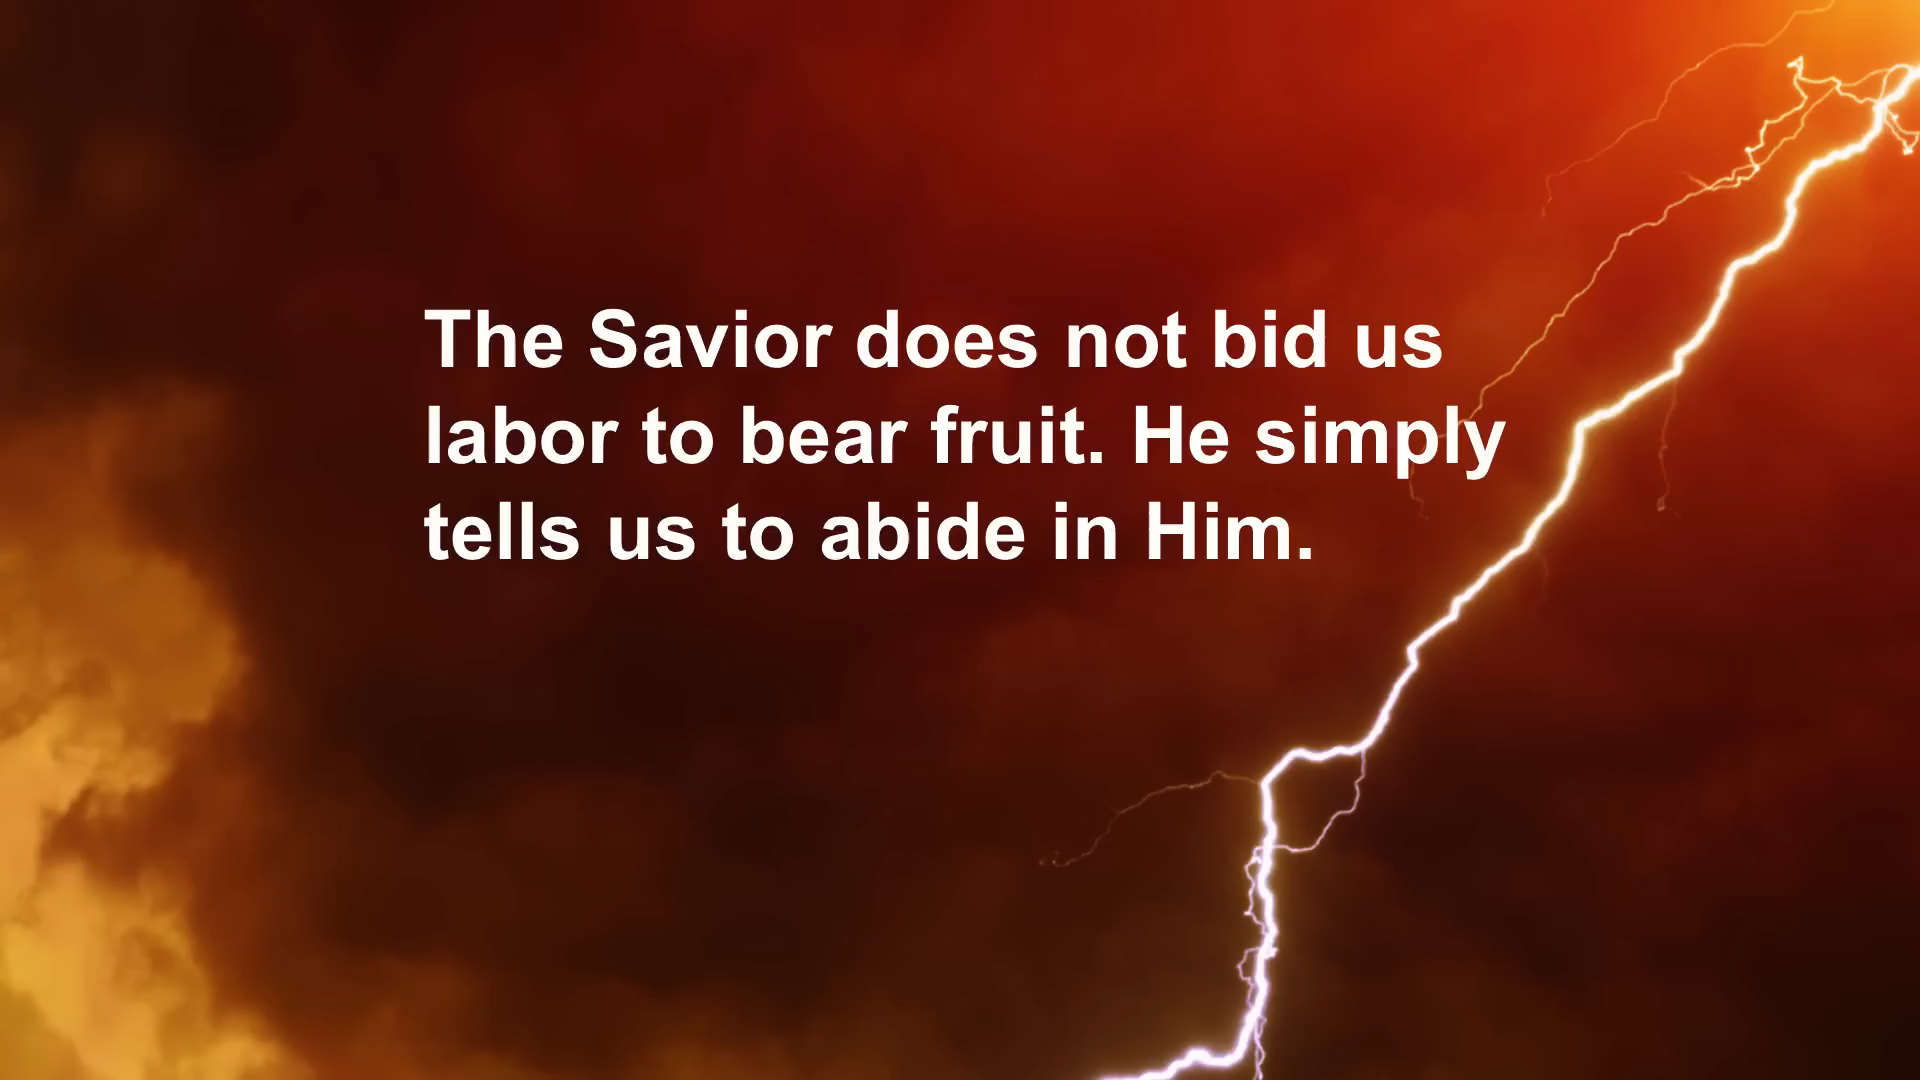 The Savior does not bid us
labor to bear fruit. He simply
tells us to abide in Him.